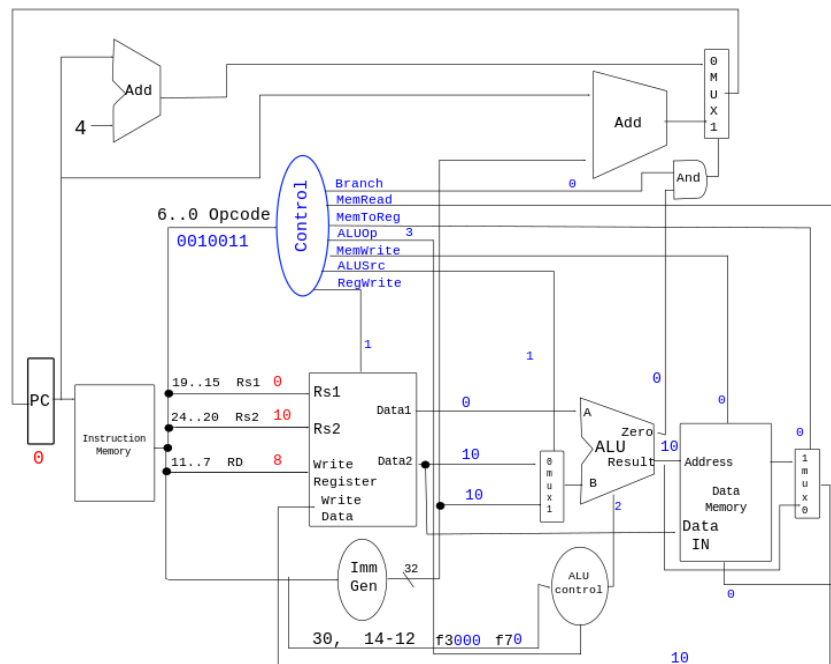 0
M
U
X
1
Add
4
Add
And
Branch 0
MemRead
MemToReg
ALUOp 3
MemWrite
ALUSrc
RegWrite
Control
6..0 Opcode
0010011
1
1
0
0
0
PC
0
Instruction
Memory
19..15 Rs1 0
24..20 Rs2 10
11..7 RD 8
Rs1
Rs2
Write
Register
Write
Data
Data1
Data2
0
10
10
0
m
u
x
1
A
B
ALU
Zero
Result
10
2
Address
Data
Memory
Data
IN
0
1
m
u
x
0
Imm
Gen
32
ALU
control
30, 14-12 f3000 f70
10